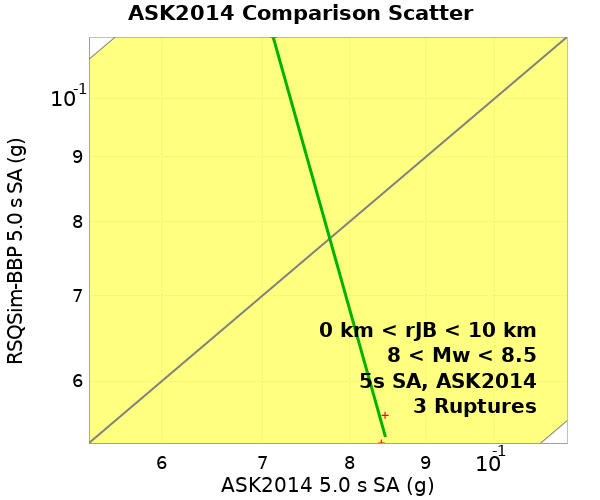 ASK2014 Comparison Scatter
RSQSim-BBP 5.0 s SA (g)
10-1
9
8
7
6
0 km < rJB < 10 km
8 < Mw < 8.5
5s SA, ASK2014
3 Ruptures
6 7 8 9 10-1
ASK2014 5.0 s SA (g)